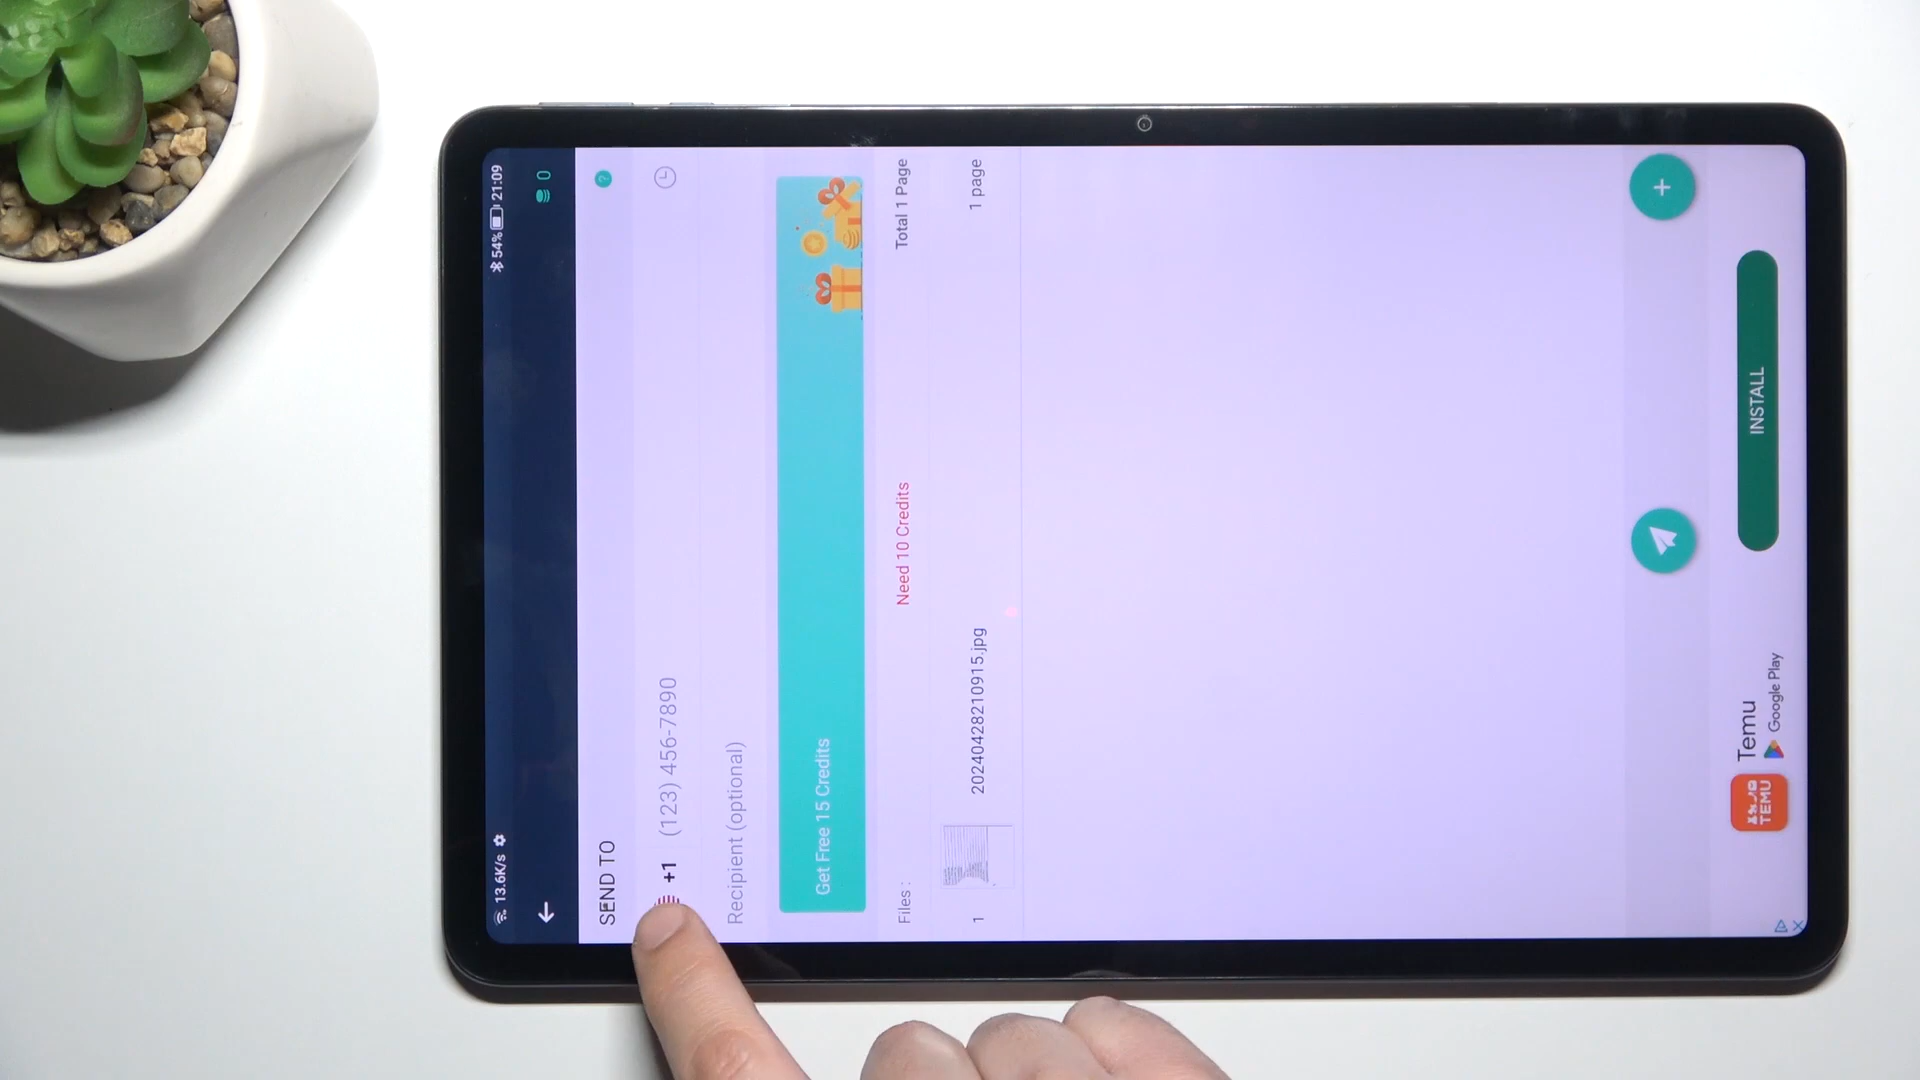 13.6K/s
54% 21:09
0
SEND TO
?
+1 (123) 456-7890
Recipient (optional)
Get Free 15 Credits
Files : Need 10 Credits Total 1 Page
1 20240428210915.jpg 1 page
TEMU
Temu
Google Play
INSTALL